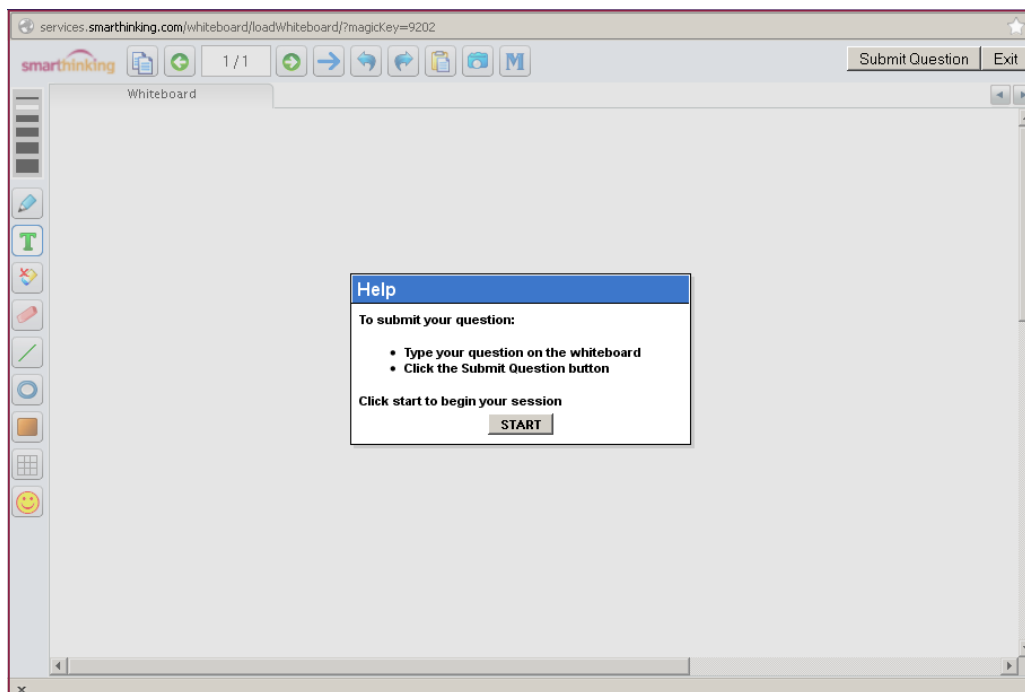 services.smarthinking.com/whiteboard/loadWhiteboard/?magicKey=9202
smarthinking 1/1 M Submit Question Exit
Whiteboard
T
Help
To submit your question:
• Type your question on the whiteboard
• Click the Submit Question button
Click start to begin your session
START